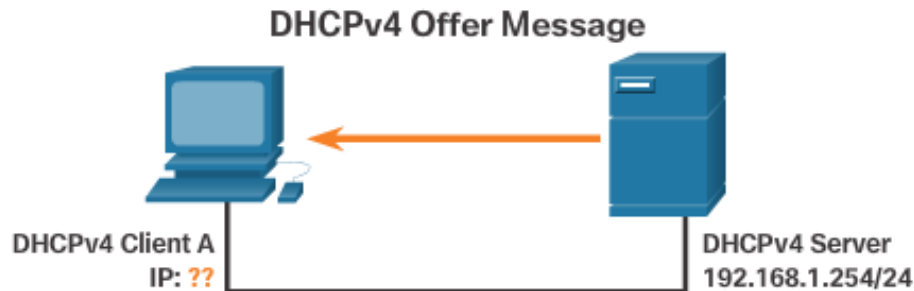 DHCPv4 Offer Message
DHCPv4 Client A
IP: ??
DHCPv4 Server
192.168.1.254/24